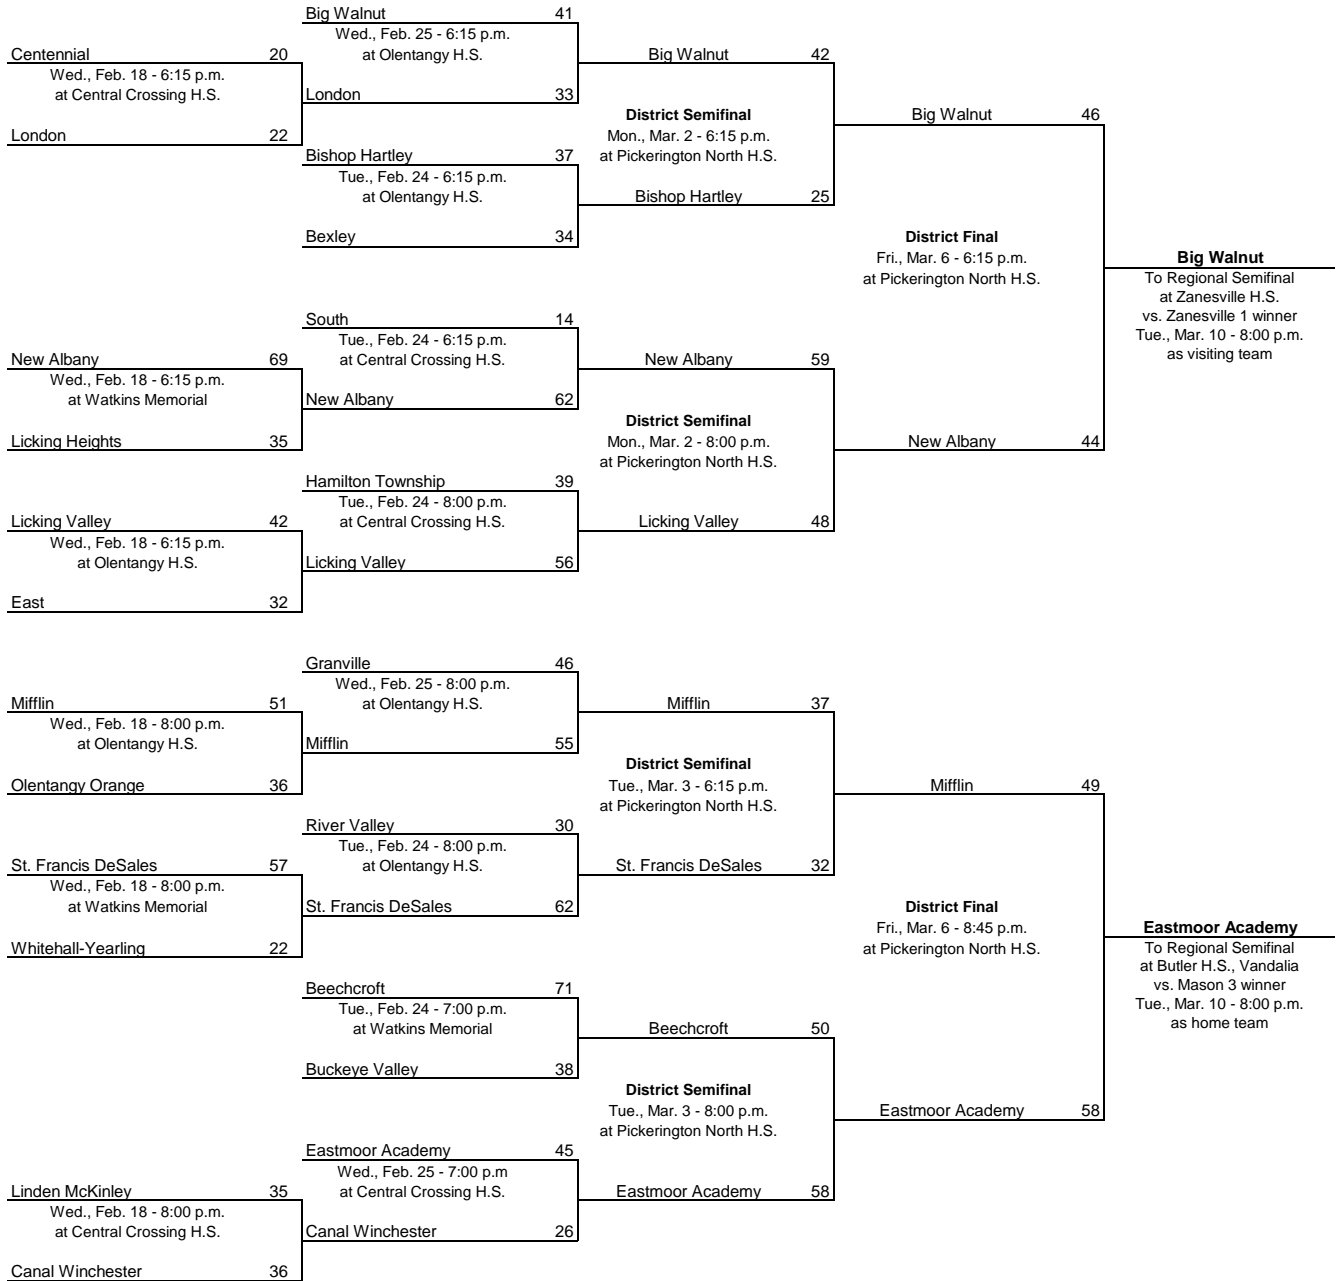 Big Walnut 41
Wed., Feb. 25 - 6:15 p.m.
Centennial 20
at Olentangy H.S.
Big Walnut 42
Wed., Feb. 18 - 6:15 p.m.
at Central Crossing H.S.
London 33
District Semifinal
Big Walnut 46
London 22
Mon., Mar. 2 - 6:15 p.m.
Bishop Hartley 37
at Pickerington North H.S.
Tue., Feb. 24 - 6:15 p.m.
at Olentangy H.S.
Bishop Hartley 25
Bexley 34
District Final
Fri., Mar. 6 - 6:15 p.m.
Big Walnut
at Pickerington North H.S.
To Regional Semifinal
at Zanesville H.S.
South 14
vs. Zanesville 1 winner
Tue., Feb. 24 - 6:15 p.m.
Tue., Mar. 10 - 8:00 p.m.
New Albany 69
at Central Crossing H.S.
New Albany 59
as visiting team
Wed., Feb. 18 - 6:15 p.m.
at Watkins Memorial
New Albany 62
District Semifinal
Licking Heights 35
Mon., Mar. 2 - 8:00 p.m.
New Albany 44
at Pickerington North H.S.
Hamilton Township 39
Tue., Feb. 24 - 8:00 p.m.
Licking Valley 42
at Central Crossing H.S.
Licking Valley 48
Wed., Feb. 18 - 6:15 p.m.
at Olentangy H.S.
Licking Valley 56
East 32
Granville 46
Wed., Feb. 25 - 8:00 p.m.
Mifflin 51
at Olentangy H.S.
Mifflin 37
Wed., Feb. 18 - 8:00 p.m.
at Olentangy H.S.
Mifflin 55
District Semifinal
Olentangy Orange 36
Tue., Mar. 3 - 6:15 p.m.
Mifflin 49
at Pickerington North H.S.
River Valley 30
Tue., Feb. 24 - 8:00 p.m.
St. Francis DeSales 57
at Olentangy H.S.
St. Francis DeSales 32
Wed., Feb. 18 - 8:00 p.m.
at Watkins Memorial
St. Francis DeSales 62
District Final
Fri., Mar. 6 - 8:45 p.m.
Eastmoor Academy
Whitehall-Yearling 22
at Pickerington North H.S.
To Regional Semifinal
at Butler H.S., Vandalia
Beechcroft 71
vs. Mason 3 winner
Tue., Feb. 24 - 7:00 p.m.
Tue., Mar. 10 - 8:00 p.m.
at Watkins Memorial
Beechcroft 50
as home team
Buckeye Valley 38
District Semifinal
Tue., Mar. 3 - 8:00 p.m.
Eastmoor Academy 58
at Pickerington North H.S.
Eastmoor Academy 45
Wed., Feb. 25 - 7:00 p.m
Linden McKinley 35
at Central Crossing H.S.
Eastmoor Academy 58
Wed., Feb. 18 - 8:00 p.m.
at Central Crossing H.S.
Canal Winchester 26
Canal Winchester 36